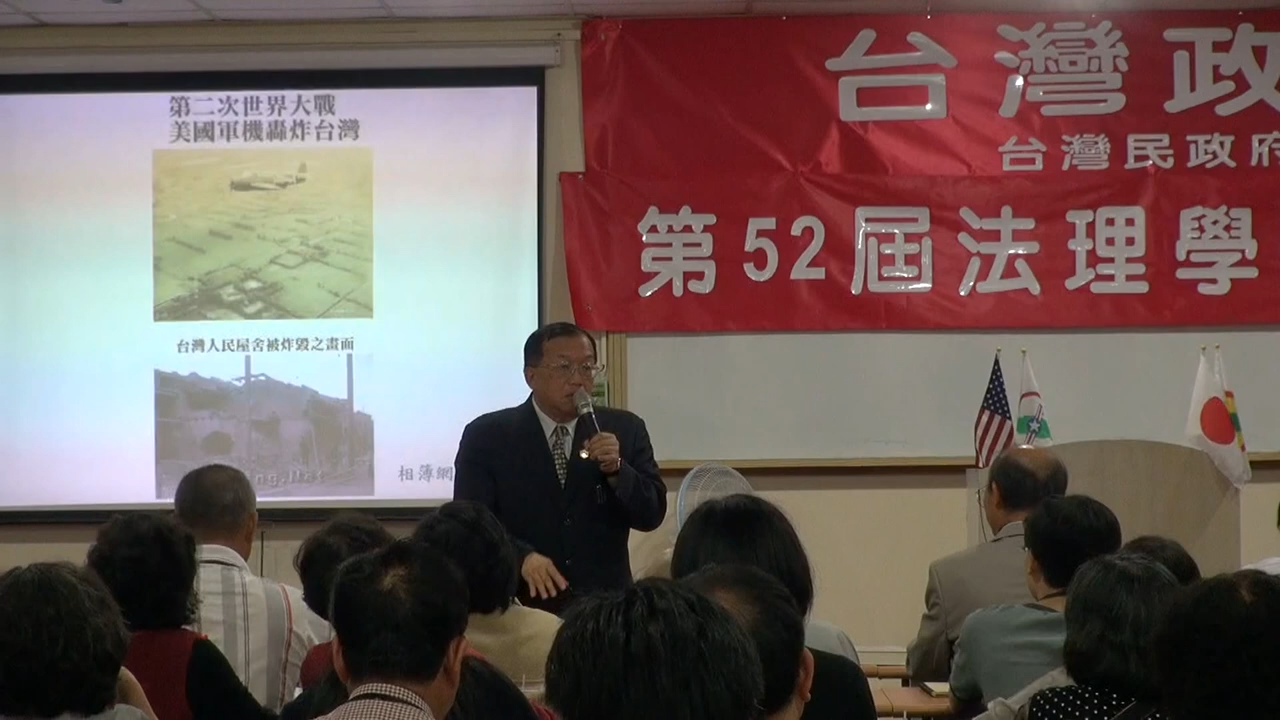 第二次世界大戰
美國軍機轟炸台灣
台灣人民屋舍被炸毀之畫面
相薄網
台灣政
台灣民政府
第52屆法理學